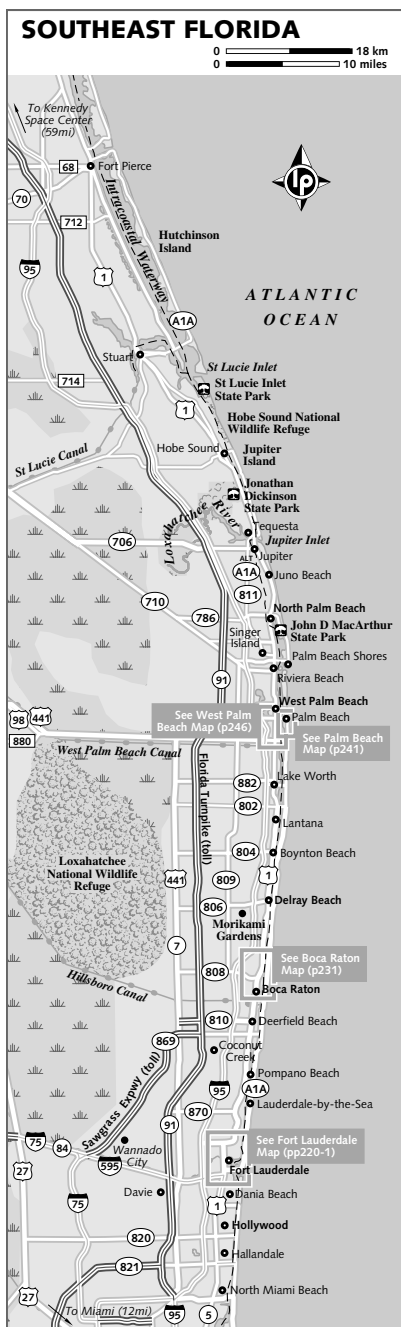 SOUTHEAST FLORIDA
0 18 km
0 10 miles
To Kennedy
Space Center
(59mi)
68
Fort Pierce
70
712
Intracoastal Waterway
Hutchinson
Island
95
1
lp
ATLANTIC
OCEAN
A1A
Stuart
St Lucie Inlet
St Lucie Inlet
State Park
714
1
Hobe Sound National
Wildlife Refuge
St Lucie Canal
Hobe Sound
Jupiter
Island
Jonathan
Dickinson
State Park
Loxahatchee River
Tequesta
706
Jupiter Inlet
ALT
Jupiter
A1A
Juno Beach
710
811
786
North Palm Beach
John D MacArthur
State Park
Singer
Island
Palm Beach Shores
91
Riviera Beach
West Palm Beach
98
441
See West Palm
Beach Map (p246)
Palm Beach
880
See Palm Beach
Map (p241)
West Palm Beach Canal
Florida Turnpike (toll)
882
Lake Worth
802
Lantana
Loxahatchee
National Wildlife
Refuge
804
Boynton Beach
441
809
1
806
Delray Beach
Morikami
Gardens
7
See Boca Raton
Map (p231)
808
Hillsboro Canal
Boca Raton
810
Deerfield Beach
869
Coconut
Creek
Sawgrass Expwy (toll)
95
Pompano Beach
A1A
870
Lauderdale-by-the-Sea
91
75
84
Wannado
City
See Fort Lauderdale
Map (pp220-1)
595
Fort Lauderdale
27
75
Davie
Dania Beach
1
820
Hollywood
821
Hallandale
27
North Miami Beach
To Miami (12mi)
95
5